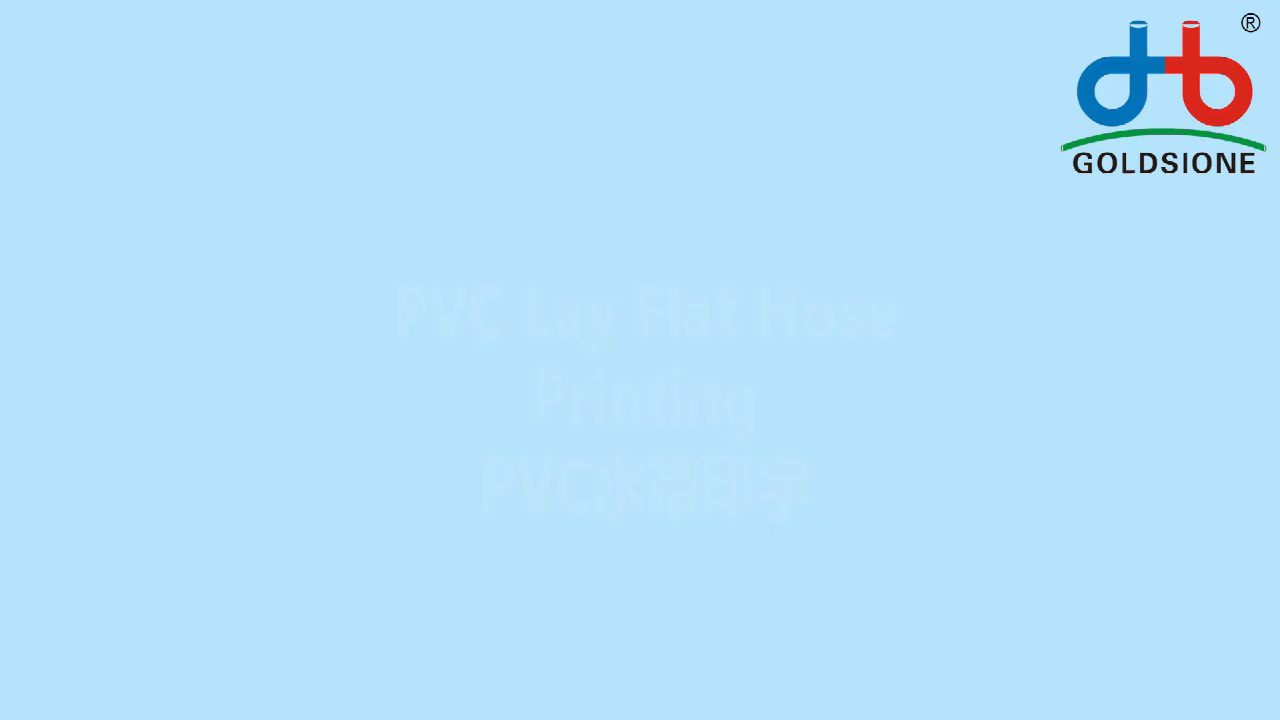 ®
GOLDSIONE
PVC Lay Flat Hose
Printing
PVC水带印字